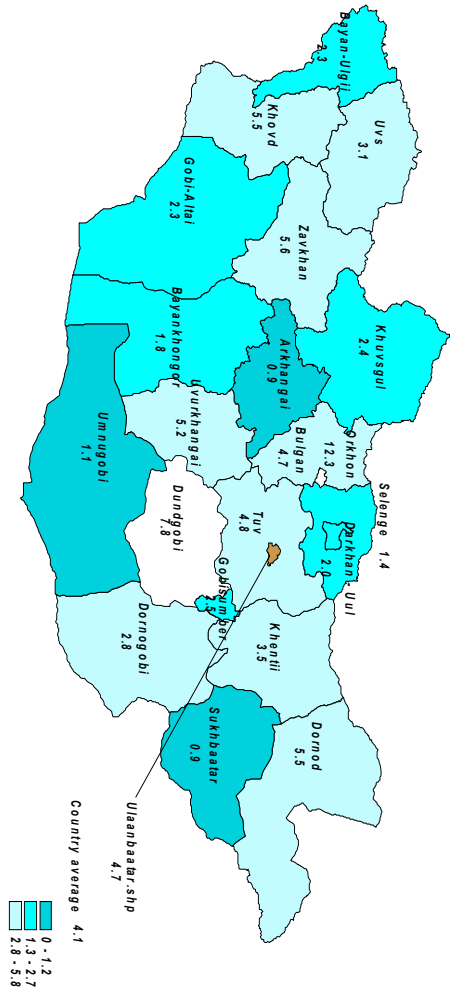 Bayan-Ulgii
2.3
Uvs
3.1
Khovd
5.5
Gobi-Altai
2.3
Zavkhan
5.6
Khuvsgul
2.4
Bayankhongor
1.8
Arkhangai
0.9
Uvurkhangai
5.2
Bulgan
4.7
Orkhon
12.3
Selenge 1.4
Darkhan - Uul
2.0
Umnugobi
1.1
Dundgobi
7.8
Tuv
4.8
Gobisumber
2.5
Dornogobi
2.8
Khentii
3.5
Sukhbaatar
0.9
Dornod
5.5
Ulaanbaatar.shp
4.7
Country average 4.1
0 - 1.2
1.3 - 2.7
2.8 - 5.8